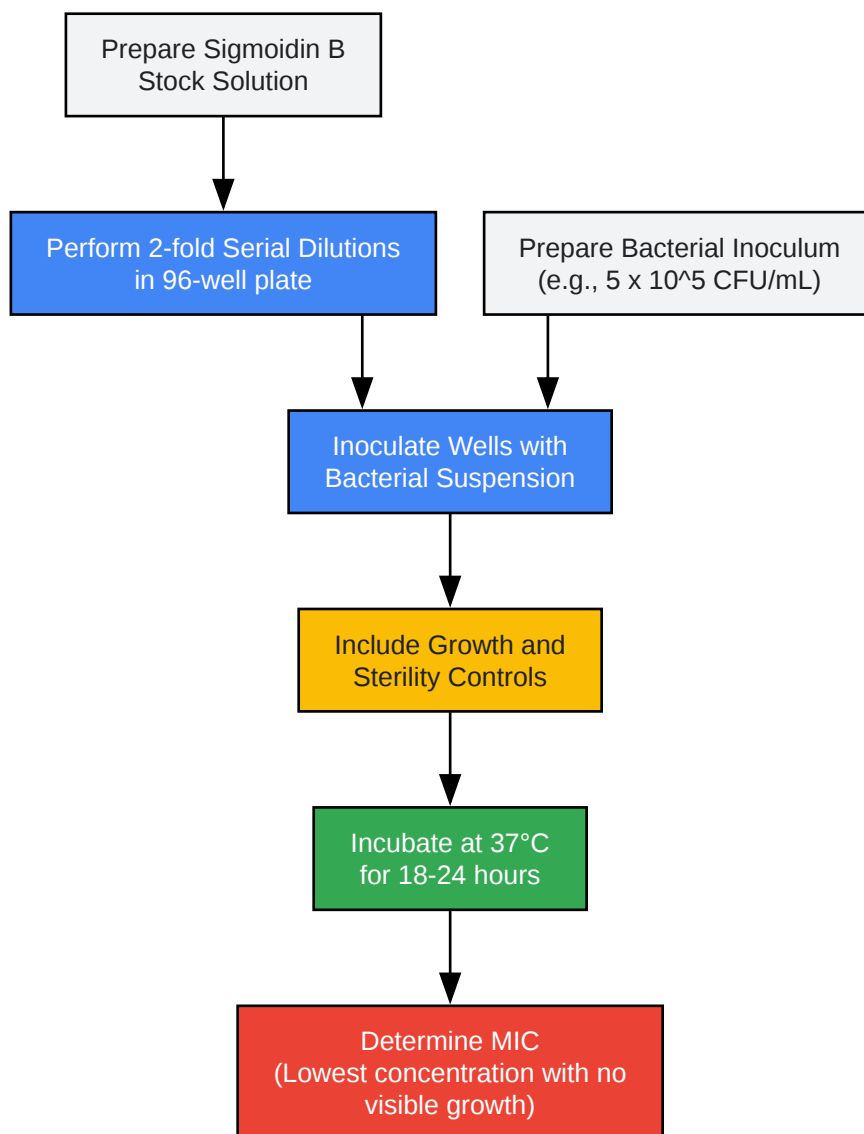 Prepare Sigmoidin B
Stock Solution
Perform 2-fold Serial Dilutions
in 96-well plate
Prepare Bacterial Inoculum
(e.g., 5 x 10^5 CFU/mL)
Inoculate Wells with
Bacterial Suspension
Include Growth and
Sterility Controls
Incubate at 37°C
for 18-24 hours
Determine MIC
(Lowest concentration with no
visible growth)